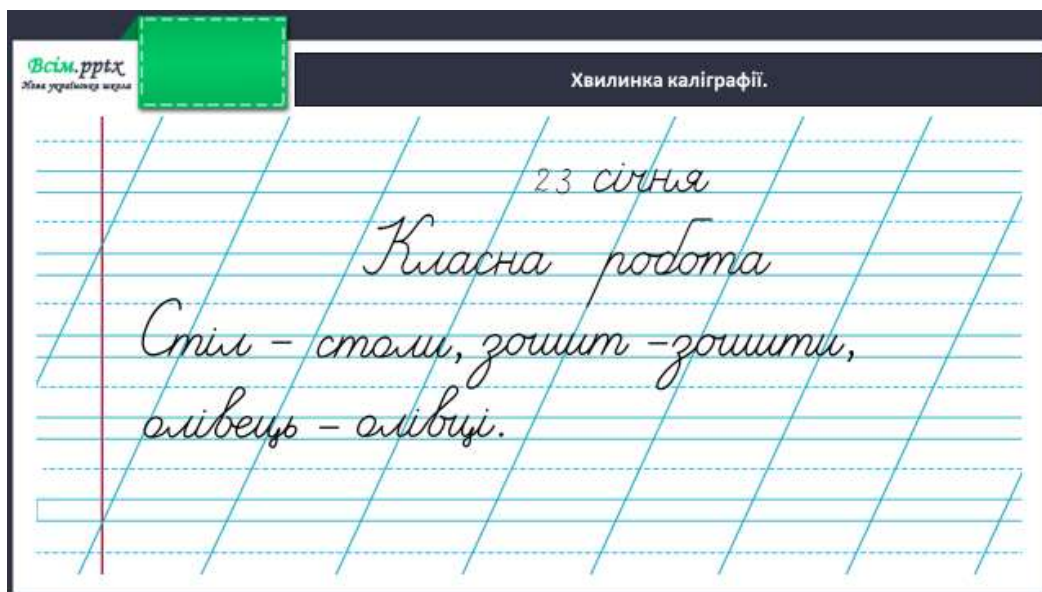 Всім.pptx
Нова українська школа
Хвилинка каліграфії.
23 січня
Класна робота
Стіл – столи, зошит –зошити,
олівець – олівці.